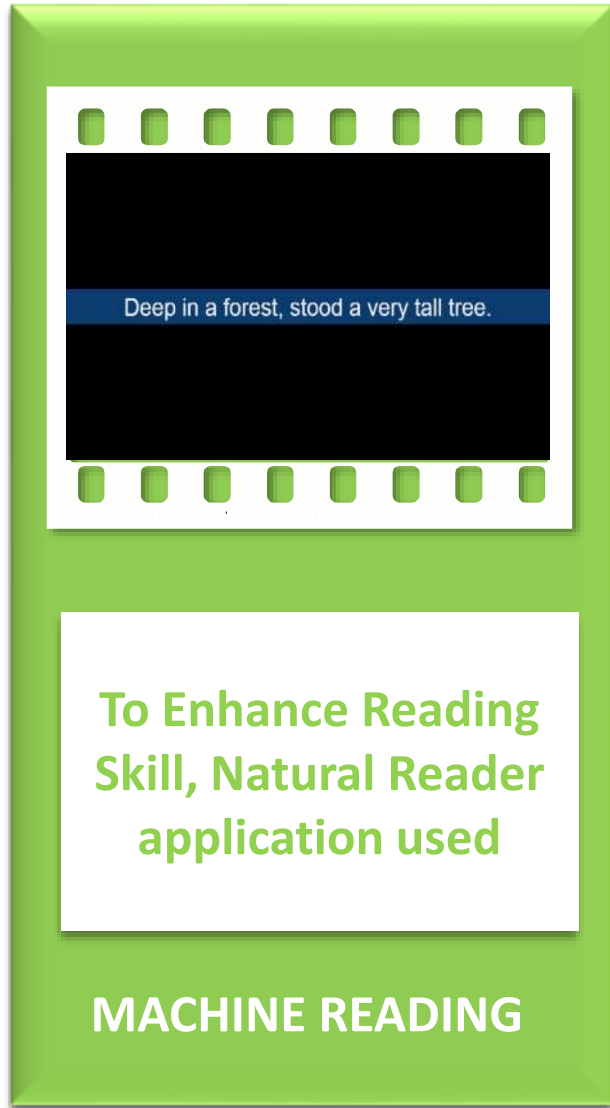 Deep in a forest, stood a very tall tree.
To Enhance Reading
Skill, Natural Reader
application used
MACHINE READING